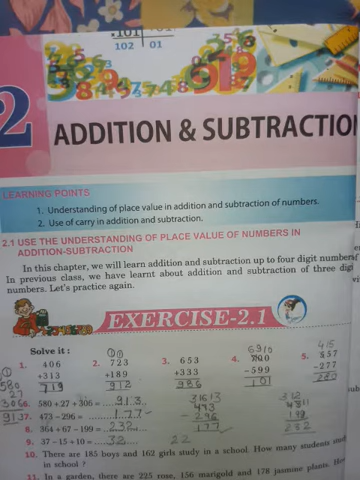 .101 01
102 01
2 ADDITION & SUBTRACTION
LEARNING POINTS
1. Understanding of place value in addition and subtraction of numbers.
2. Use of carry in addition and subtraction.
2.1 USE THE UNDERSTANDING OF PLACE VALUE OF NUMBERS IN
ADDITION-SUBTRACTION
In this chapter, we will learn addition and subtraction up to four digit numbers
In previous class, we have learnt about addition and subtraction of three digi
numbers. Let's practice again.
EXERCISE-2.1
Solve it :
1. 406 2. 723 3. 653 4. 700 5. 557
+313 +189 +333 -599 -277
719 912 986 101
6. 580 + 27 + 306 = 913
7. 473 - 296 = 177
8. 364 + 67 - 199 = 232
9. 37 - 15 + 10 = 32 22
10. There are 185 boys and 162 girls study in a school. How many students
in school ?
11. In a garden, there are 225 rose, 156 marigold and 178 jasmine plants.